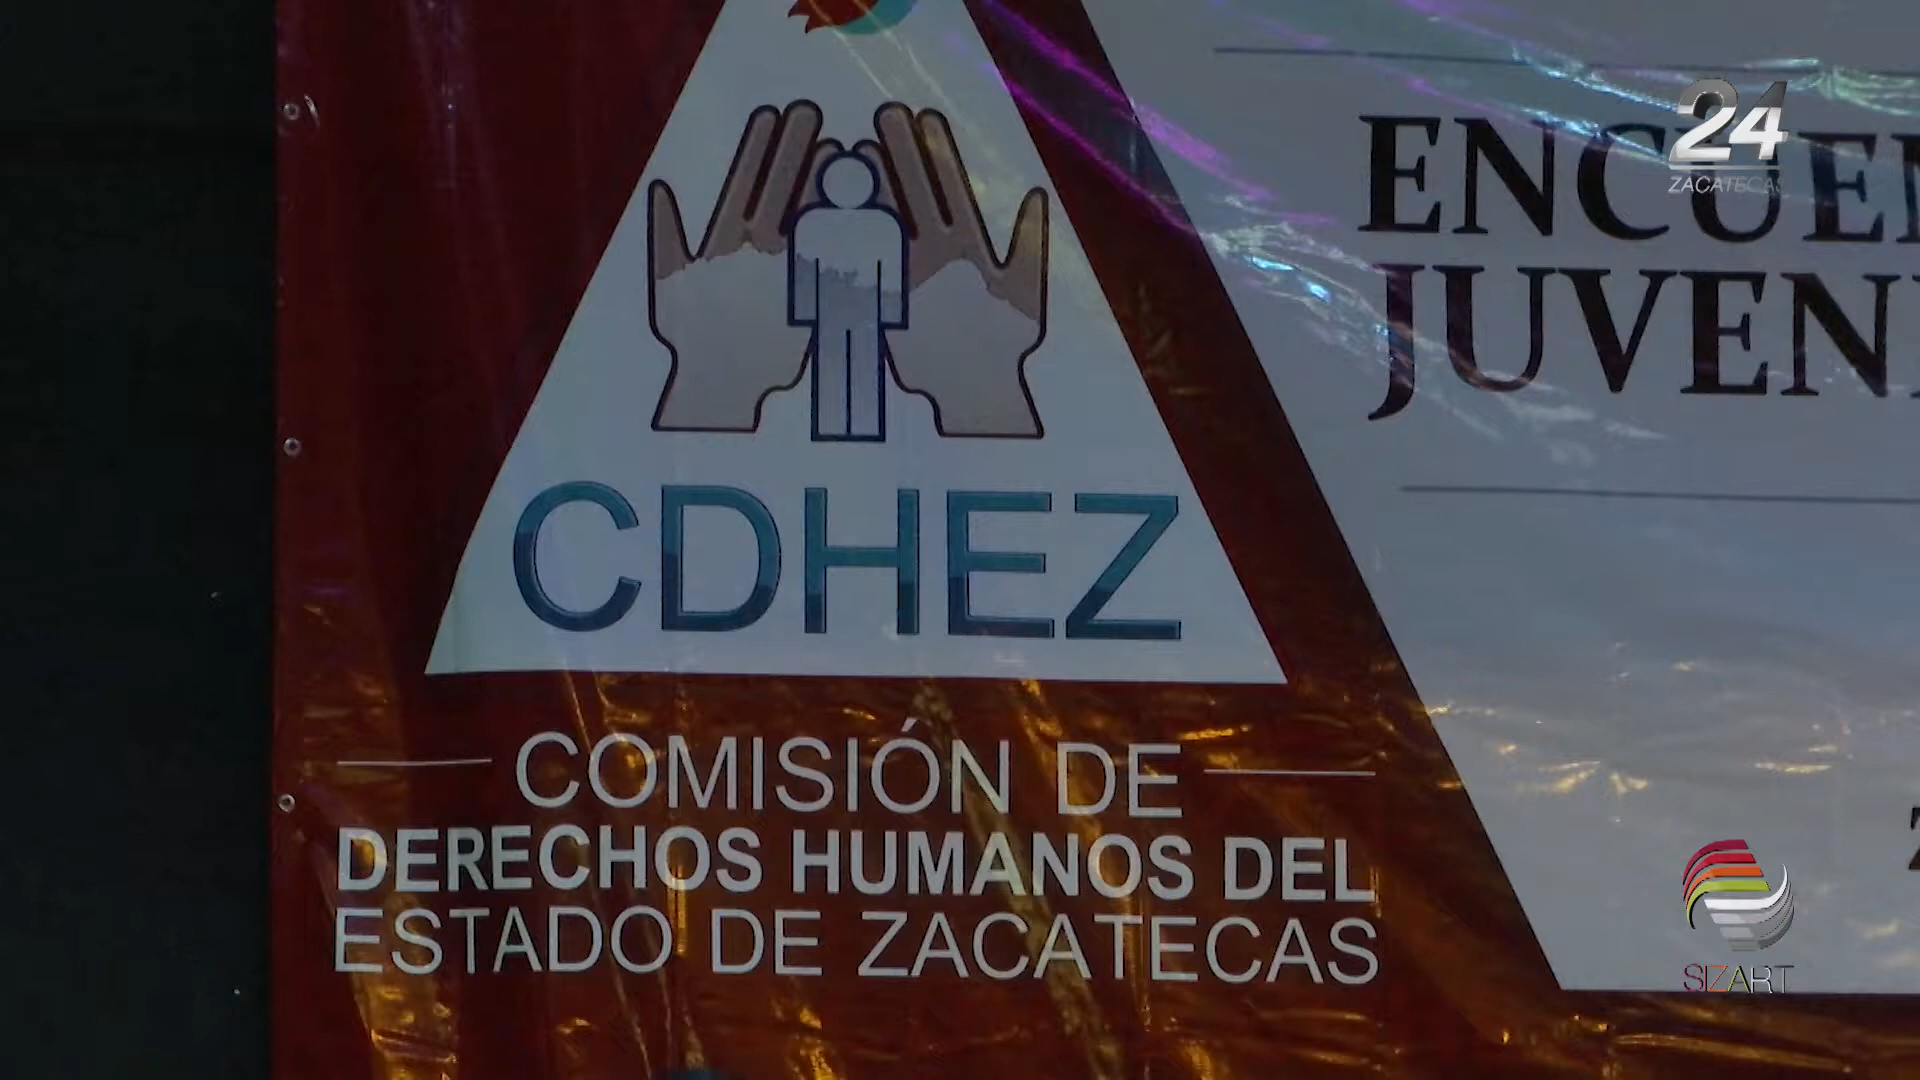 CDHEZ
COMISIÓN DE
DERECHOS HUMANOS DEL
ESTADO DE ZACATECAS
24
ZACATECAS
SIZART